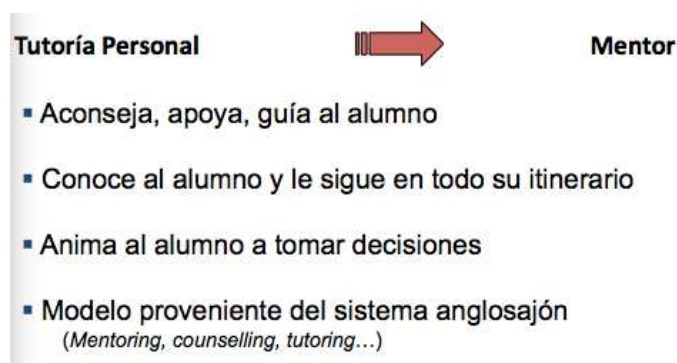 Tutoría Personal Mentor
▪ Aconseja, apoya, guía al alumno
▪ Conoce al alumno y le sigue en todo su itinerario
▪ Anima al alumno a tomar decisiones
▪ Modelo proveniente del sistema anglosajón
(Mentoring, counselling, tutoring...)